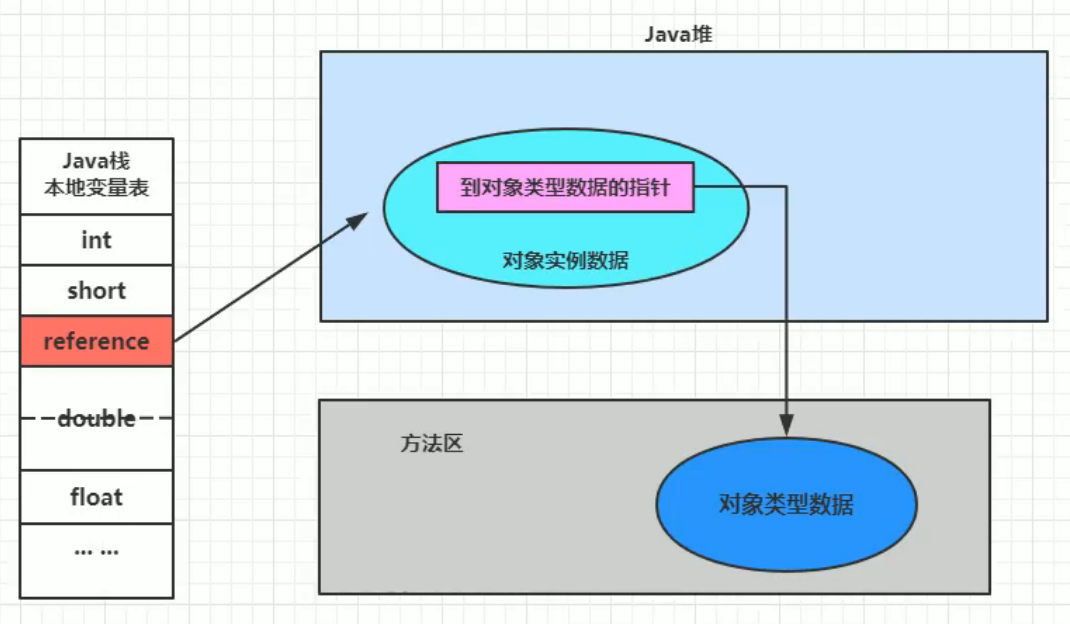 Java堆
Java栈
本地变量表
int
short
reference
double
float
... ...
到对象类型数据的指针
对象实例数据
方法区
对象类型数据